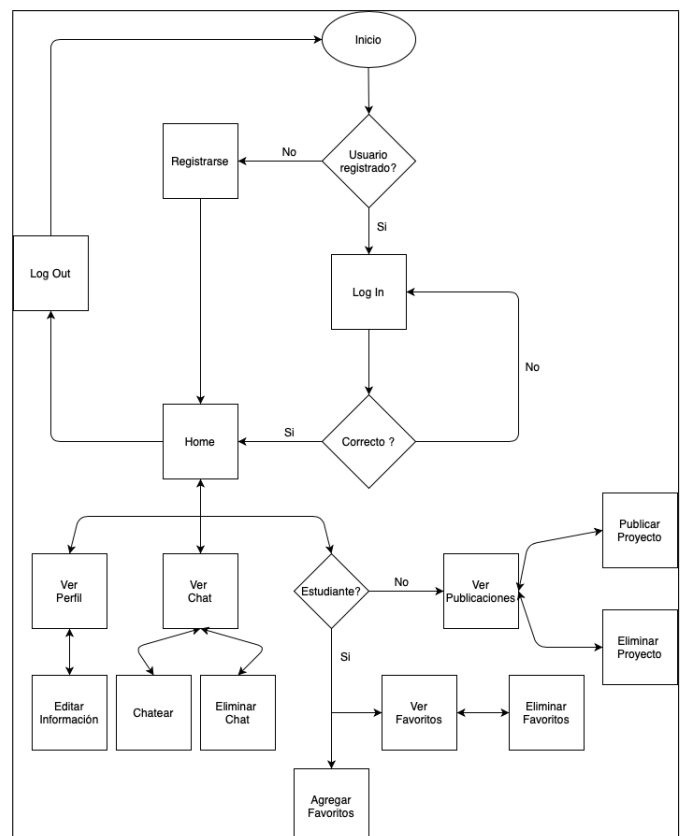 Inicio
Usuario
registrado?
No
Registrarse
Si
Log Out
Log In
No
Correcto ?
Si
Home
Publicar
Proyecto
Ver
Perfil
Ver
Chat
Estudiante?
No
Ver
Publicaciones
Eliminar
Proyecto
Si
Editar
Información
Chatear
Eliminar
Chat
Ver
Favoritos
Eliminar
Favoritos
Agregar
Favoritos